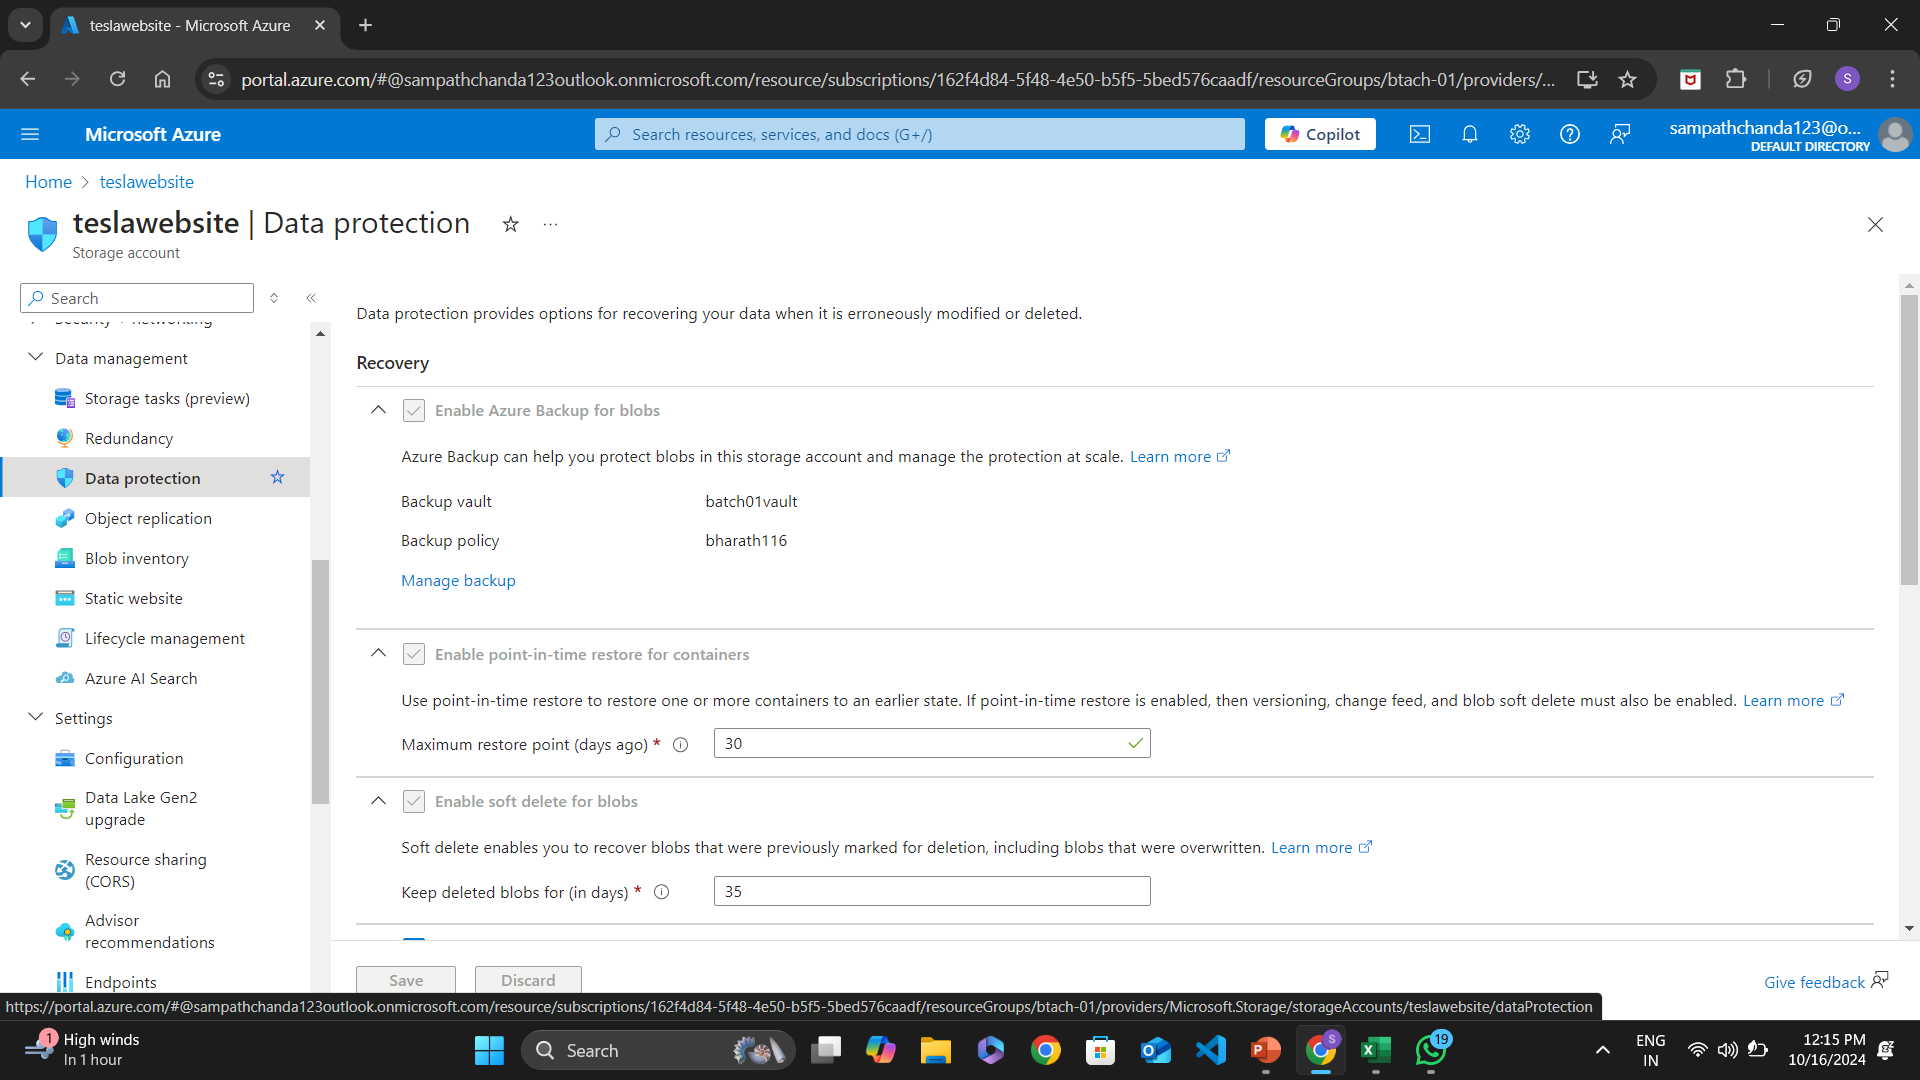 teslawebsite - Microsoft Azure
portal.azure.com/#@sampathchanda123outlook.onmicrosoft.com/resource/subscriptions/162f4d84-5f48-4e50-b5f5-5bed576caadf/resourceGroups/btach-01/providers/...
S
Microsoft Azure
Search resources, services, and docs (G+/)
Copilot
sampathchanda123@o...
DEFAULT DIRECTORY
Home > teslawebsite
teslawebsite | Data protection
Storage account
Search
Security + networking
Data management
Storage tasks (preview)
Redundancy
Data protection
Object replication
Blob inventory
Static website
Lifecycle management
Azure AI Search
Settings
Configuration
Data Lake Gen2
upgrade
Resource sharing
(CORS)
Advisor
recommendations
Endpoints
Data protection provides options for recovering your data when it is erroneously modified or deleted.
Recovery
Enable Azure Backup for blobs
Azure Backup can help you protect blobs in this storage account and manage the protection at scale. Learn more
Backup vault batch01vault
Backup policy bharath116
Manage backup
Enable point-in-time restore for containers
Use point-in-time restore to restore one or more containers to an earlier state. If point-in-time restore is enabled, then versioning, change feed, and blob soft delete must also be enabled. Learn more
Maximum restore point (days ago) * 30
Enable soft delete for blobs
Soft delete enables you to recover blobs that were previously marked for deletion, including blobs that were overwritten. Learn more
Keep deleted blobs for (in days) * 35
Save Discard
Give feedback
https://portal.azure.com/#@sampathchanda123outlook.onmicrosoft.com/resource/subscriptions/162f4d84-5f48-4e50-b5f5-5bed576caadf/resourceGroups/btach-01/providers/Microsoft.Storage/storageAccounts/teslawebsite/dataProtection
1
High winds
In 1 hour
Search
S
19
ENG
IN
12:15 PM
10/16/2024